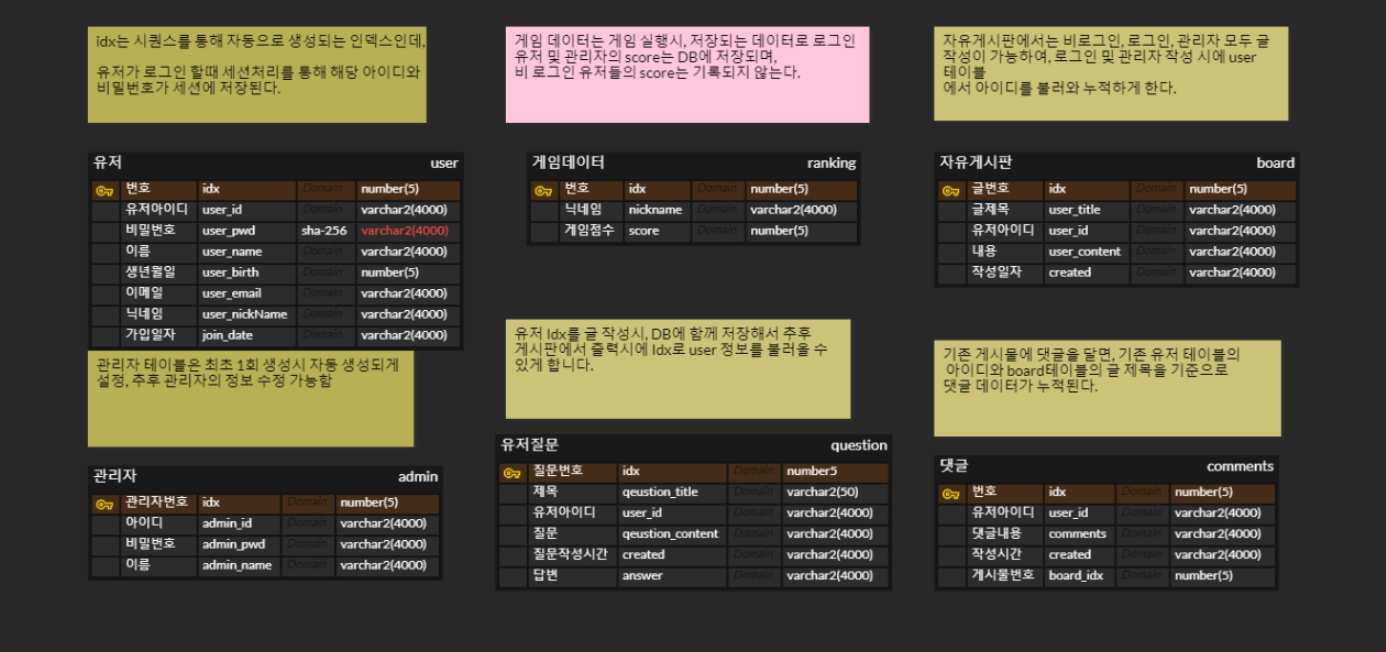 idx는 시퀀스를 통해 자동으로 생성되는 인덱스인데,
유저가 로그인 할때 세션처리를 통해 해당 아이디와
비밀번호가 세션에 저장된다.
게임 데이터는 게임 실행시, 저장되는 데이터로 로그인
유저 및 관리자의 score는 DB에 저장되며,
비 로그인 유저들의 score는 기록되지 않는다.
자유게시판에서는 비로그인, 로그인, 관리자 모두 글
작성이 가능하여, 로그인 및 관리자 작성 시에 user
테이블
에서 아이디를 불러와 누적하게 한다.
유저 user
번호 idx Domain number(5)
유저아이디 user_id Domain varchar2(4000)
비밀번호 user_pwd sha-256 varchar2(4000)
이름 user_name Domain varchar2(4000)
생년월일 user_birth Domain number(5)
이메일 user_email Domain varchar2(4000)
닉네임 user_nickName Domain varchar2(4000)
가입일자 join_date Domain varchar2(4000)
게임데이터 ranking
번호 idx Domain number(5)
닉네임 nickname Domain varchar2(4000)
게임점수 score Domain number(5)
자유게시판 board
글번호 idx Domain number(5)
글제목 user_title Domain varchar2(4000)
유저아이디 user_id Domain varchar2(4000)
내용 user_content Domain varchar2(4000)
작성일자 created Domain varchar2(4000)
관리자 테이블은 최초 1회 생성시 자동 생성되게
설정, 추후 관리자의 정보 수정 가능함
유저 Idx를 글 작성시, DB에 함께 저장해서 추후
게시판에서 출력시에 Idx로 user 정보를 불러올 수
있게 합니다.
기존 게시물에 댓글을 달면, 기존 유저 테이블의
아이디와 board테이블의 글 제목을 기준으로
댓글 데이터가 누적된다.
관리자 admin
관리자번호 idx Domain number(5)
아이디 admin_id Domain varchar2(4000)
비밀번호 admin_pwd Domain varchar2(4000)
이름 admin_name Domain varchar2(4000)
유저질문 question
질문번호 idx Domain number5
제목 qeustion_title Domain varchar2(50)
유저아이디 user_id Domain varchar2(4000)
질문 qeustion_content Domain varchar2(4000)
질문작성시간 created Domain varchar2(4000)
답변 answer Domain varchar2(4000)
댓글 comments
번호 idx Domain number(5)
유저아이디 user_id Domain varchar2(4000)
댓글내용 comments Domain varchar2(4000)
작성시간 created Domain varchar2(4000)
게시물번호 board_idx Domain number(5)